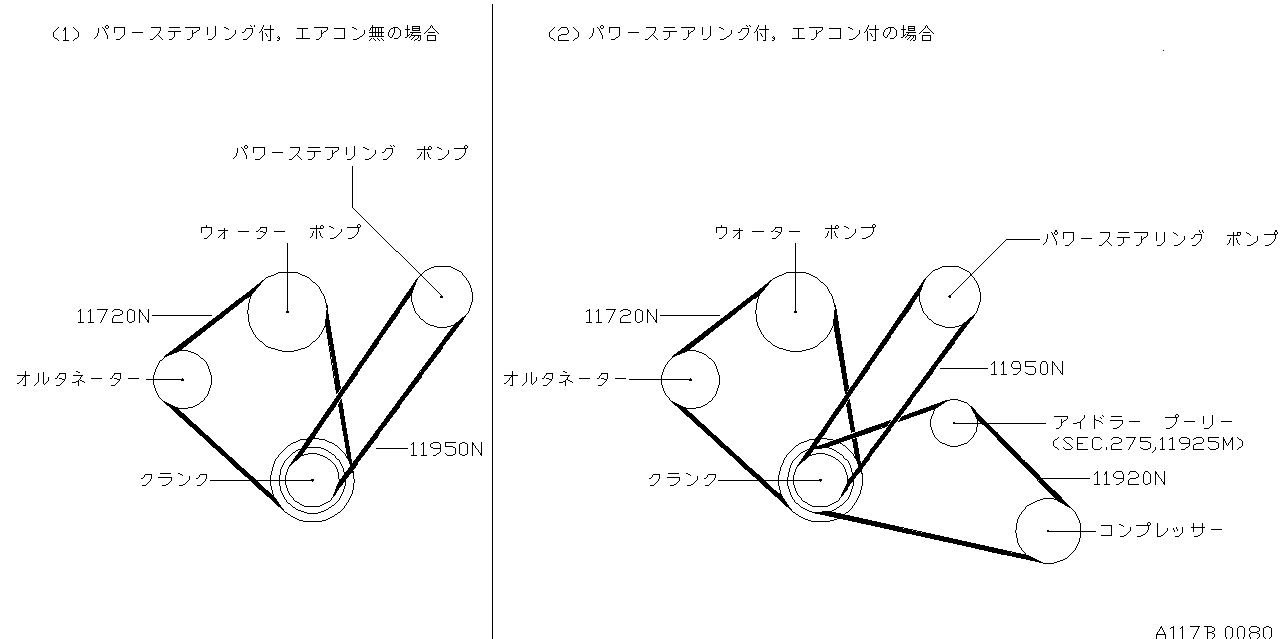 (1) パワーステアリング付, エアコン無の場合
パワーステアリング ポンプ
ウォーター ポンプ
11720N
オルタネーター
11950N
クランク
(2) パワーステアリング付, エアコン付の場合
ウォーター ポンプ
パワーステアリング ポンプ
11720N
11950N
オルタネーター
アイドラー プーリー
(SEC.275,11925M)
11920N
クランク
コンプレッサー
A117B 0080